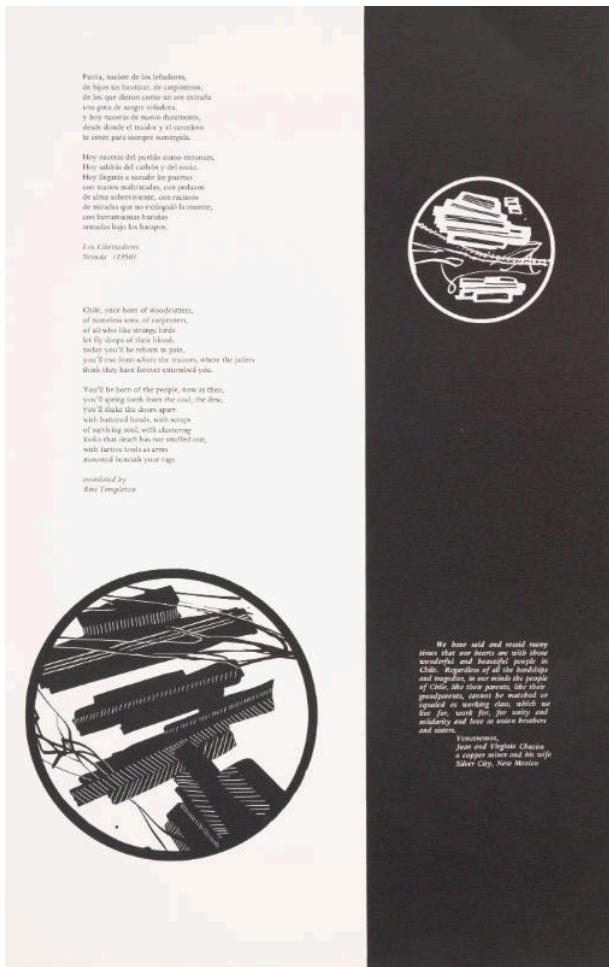 Patria, naciste de los leñadores,
de hijos sin bautizar, de carpinteros,
de los que dieron como un ave extraña
una gota de sangre voladora,
y hoy nacerás de nuevo duramente,
desde donde el traidor y el carcelero
te creen para siempre sumergida.
Hoy nacerás del pueblo como entonces.
Hoy saldrás del carbón y del rocío.
Hoy llegarás a sacudir las puertas
con manos maltratadas, con pedazos
de alma sobreviviente, con racimos
de miradas que no extinguió la muerte,
con herramientas hurañas
armadas bajo los harapos.
Los Libertadores
Neruda (1950)
Chile, once born of woodcutters,
of nameless sons, of carpenters,
of all who like strange birds
let fly drops of their blood,
today you'll be reborn in pain,
you'll rise from where the traitors, where the jailers
think they have forever entombed you.
You'll be born of the people, now as then,
you'll spring forth from the coal, the dew,
you'll shake the doors apart
with battered hands, with scraps
of surviving soul, with clustering
looks that death has not snuffed out,
with furtive tools as arms
mounted beneath your rags.
translated by
Rini Templeton
We have said and resaid many
times that our hearts are with those
wonderful and beautiful people in
Chile. Regardless of all the hardships
and tragedies, in our minds the people
of Chile, like their parents, like their
grandparents, cannot be matched or
equaled as working class, which we
live for, work for, for unity and
solidarity and love as union brothers
and sisters.
Venceremos,
Juan and Virginia Chacón
a copper miner and his wife
Silver City, New Mexico